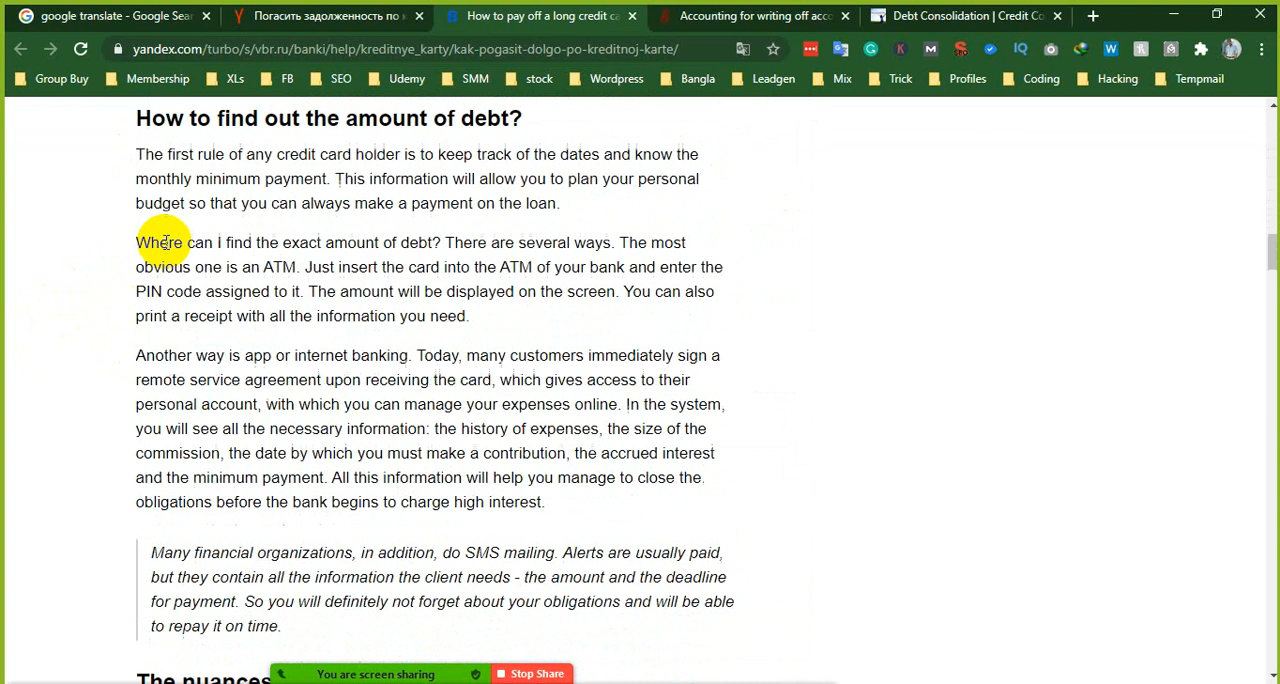 google translate - Google Sear
Погасить задолженность по к
How to pay off a long credit ca
Accounting for writing off acco
Debt Consolidation | Credit Co
yandex.com/turbo/s/vbr.ru/banki/help/kreditnye_karty/kak-pogasit-dolgo-po-kreditnoj-karte/
Group Buy
Membership
XLs
FB
SEO
Udemy
SMM
stock
Wordpress
Bangla
Leadgen
Mix
Trick
Profiles
Coding
Hacking
Tempmail
How to find out the amount of debt?
The first rule of any credit card holder is to keep track of the dates and know the
monthly minimum payment. This information will allow you to plan your personal
budget so that you can always make a payment on the loan.
Where can I find the exact amount of debt? There are several ways. The most
obvious one is an ATM. Just insert the card into the ATM of your bank and enter the
PIN code assigned to it. The amount will be displayed on the screen. You can also
print a receipt with all the information you need.
Another way is app or internet banking. Today, many customers immediately sign a
remote service agreement upon receiving the card, which gives access to their
personal account, with which you can manage your expenses online. In the system,
you will see all the necessary information: the history of expenses, the size of the
commission, the date by which you must make a contribution, the accrued interest
and the minimum payment. All this information will help you manage to close the
obligations before the bank begins to charge high interest.
Many financial organizations, in addition, do SMS mailing. Alerts are usually paid,
but they contain all the information the client needs - the amount and the deadline
for payment. So you will definitely not forget about your obligations and will be able
to repay it on time.
The nuances
You are screen sharing
Stop Share